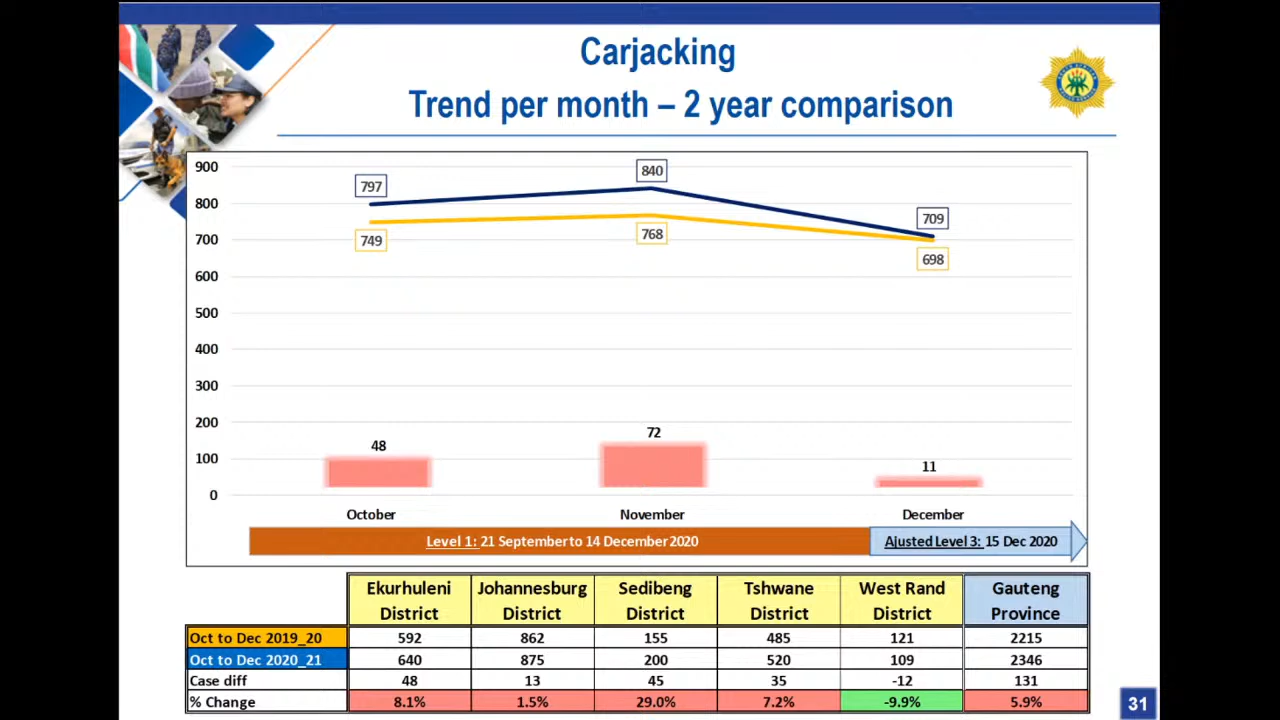 Carjacking
Trend per month – 2 year comparison
900
800
700
600
500
400
300
200
100
0
797
840
709
749
768
698
48
72
11
October November December
Level 1: 21 September to 14 December 2020
Ajusted Level 3: 15 Dec 2020
Ekurhuleni District Johannesburg District Sedibeng District Tshwane District West Rand District Gauteng Province
Oct to Dec 2019_20 592 862 155 485 121 2215
Oct to Dec 2020_21 640 875 200 520 109 2346
Case diff 48 13 45 35 -12 131
% Change 8.1% 1.5% 29.0% 7.2% -9.9% 5.9%
31